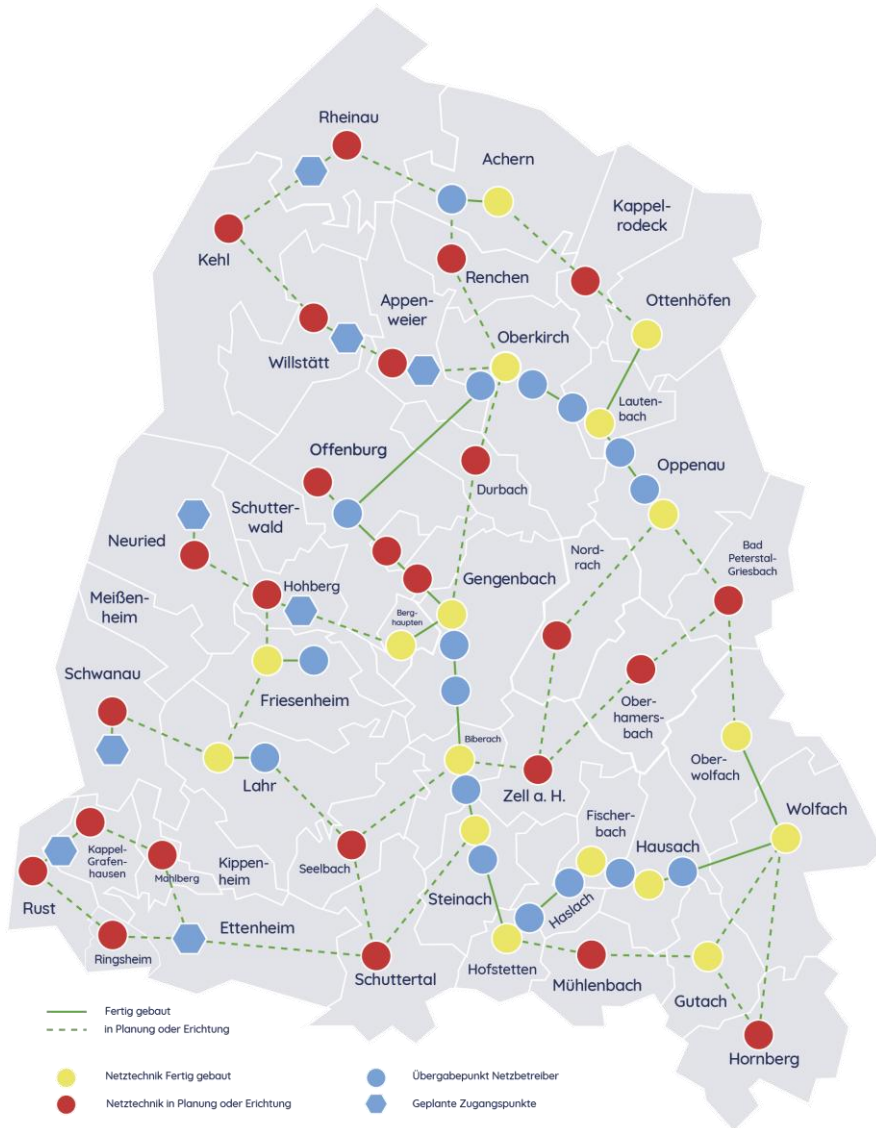 Rheinau
Achern
Kappel-
rodeck
Kehl
Renchen
Ottenhöfen
Appen-
weier
Oberkirch
Willstätt
Lauten-
bach
Offenburg
Oppenau
Durbach
Schutter-
wald
Neuried
Nord-
rach
Bad
Peterstal-
Griesbach
Hohberg
Gengenbach
Meißen-
heim
Berg-
haupten
Schwanau
Friesenheim
Ober-
hamers-
bach
Biberach
Ober-
wolfach
Lahr
Zell a. H.
Fischer-
bach
Wolfach
Hausach
Kappel-
Grafen-
hausen
Mahlberg
Kippen-
heim
Seelbach
Steinach
Haslach
Rust
Ettenheim
Ringsheim
Schuttertal
Hofstetten
Mühlenbach
Gutach
Hornberg
Fertig gebaut
in Planung oder Erichtung
Netztechnik Fertig gebaut
Übergabepunkt Netzbetreiber
Netztechnik in Planung oder Erichtung
Geplante Zugangspunkte